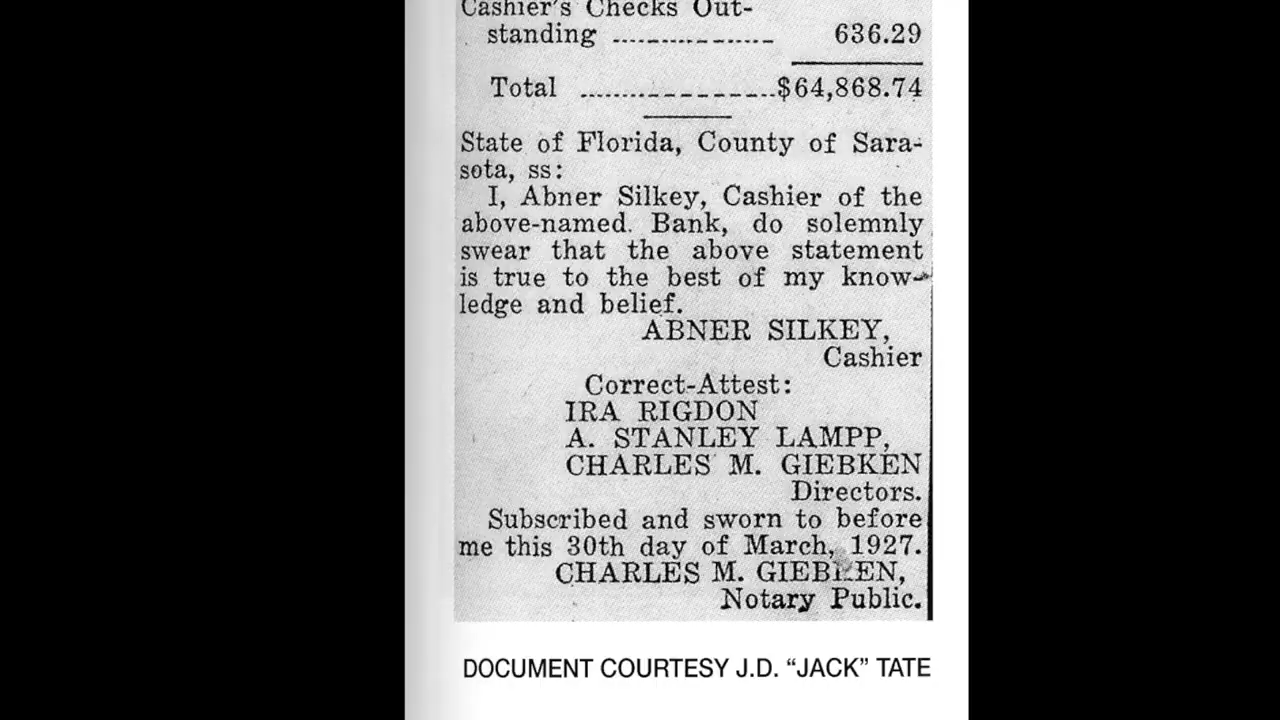 Cashier's Checks Out-
standing ................ 636.29
Total ....................$64,868.74
State of Florida, County of Sara-
sota, ss:
I, Abner Silkey, Cashier of the
above-named. Bank, do solemnly
swear that the above statement
is true to the best of my know-
ledge and belief.
ABNER SILKEY,
Cashier
Correct-Attest:
IRA RIGDON
A. STANLEY LAMPP,
CHARLES M. GIEBKEN
Directors.
Subscribed and sworn to before
me this 30th day of March, 1927.
CHARLES M. GIEBKEN,
Notary Public.
DOCUMENT COURTESY J.D. “JACK” TATE